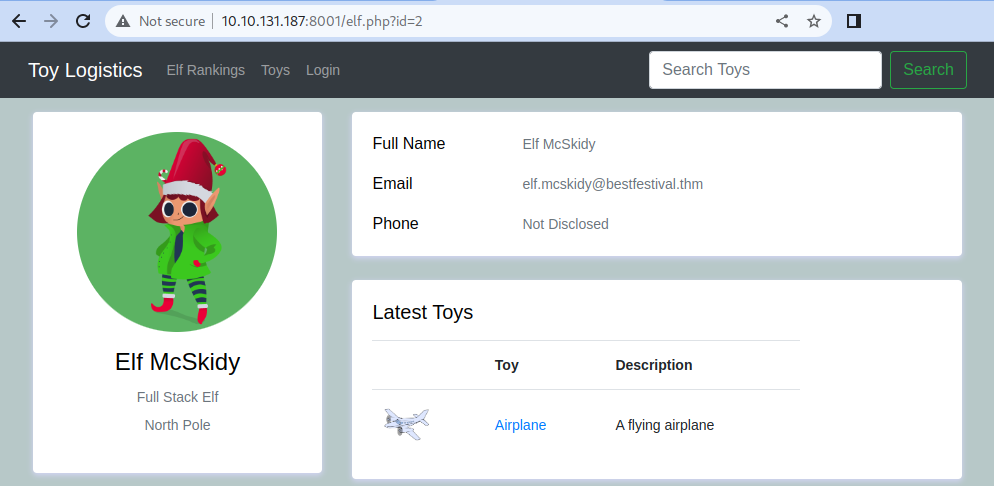 Not secure | 10.10.131.187:8001/elf.php?id=2
Toy Logistics Elf Rankings Toys Login Search Toys Search
Elf McSkidy
Full Stack Elf
North Pole
Full Name Elf McSkidy
Email elf.mcskidy@bestfestival.thm
Phone Not Disclosed
Latest Toys
Toy Description
Airplane A flying airplane